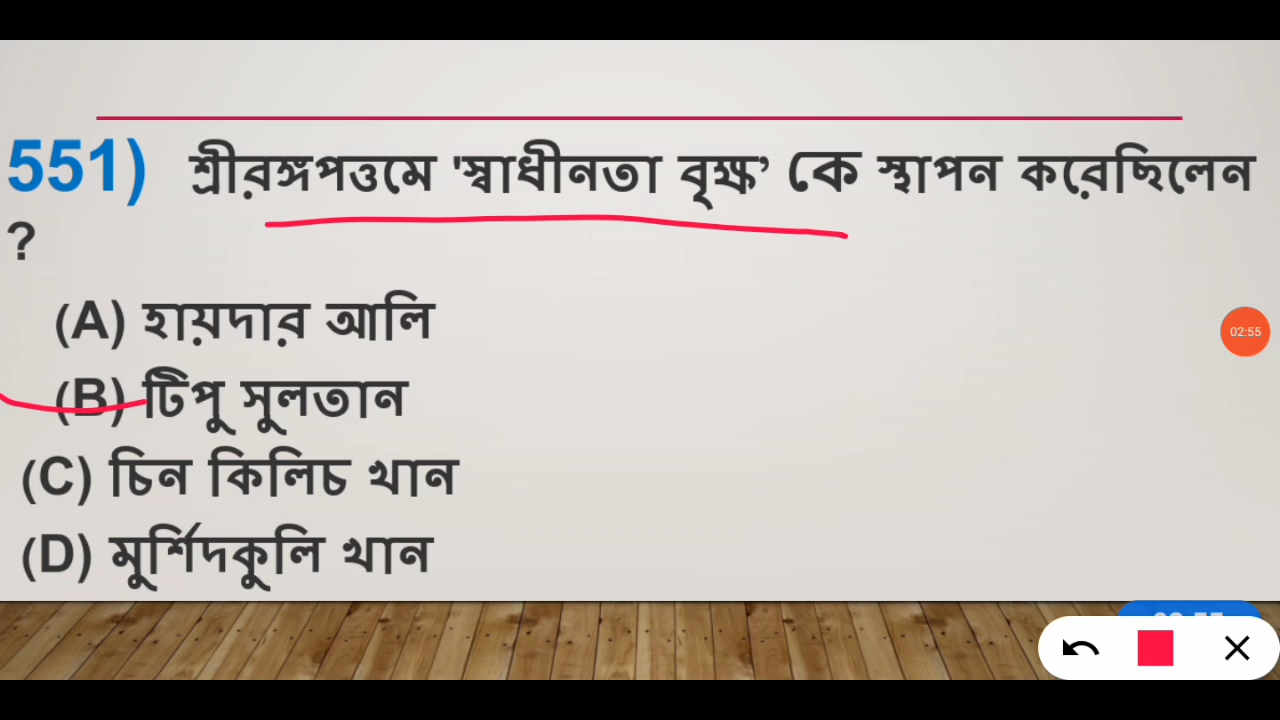 551) শ্রীরঙ্গপত্তমে 'স্বাধীনতা বৃক্ষ’ কে স্থাপন করেছিলেন
?
(A) হায়দার আলি
02:55
(B) টিপু সুলতান
(C) চিন কিলিচ খান
(D) মুর্শিদকুলি খান